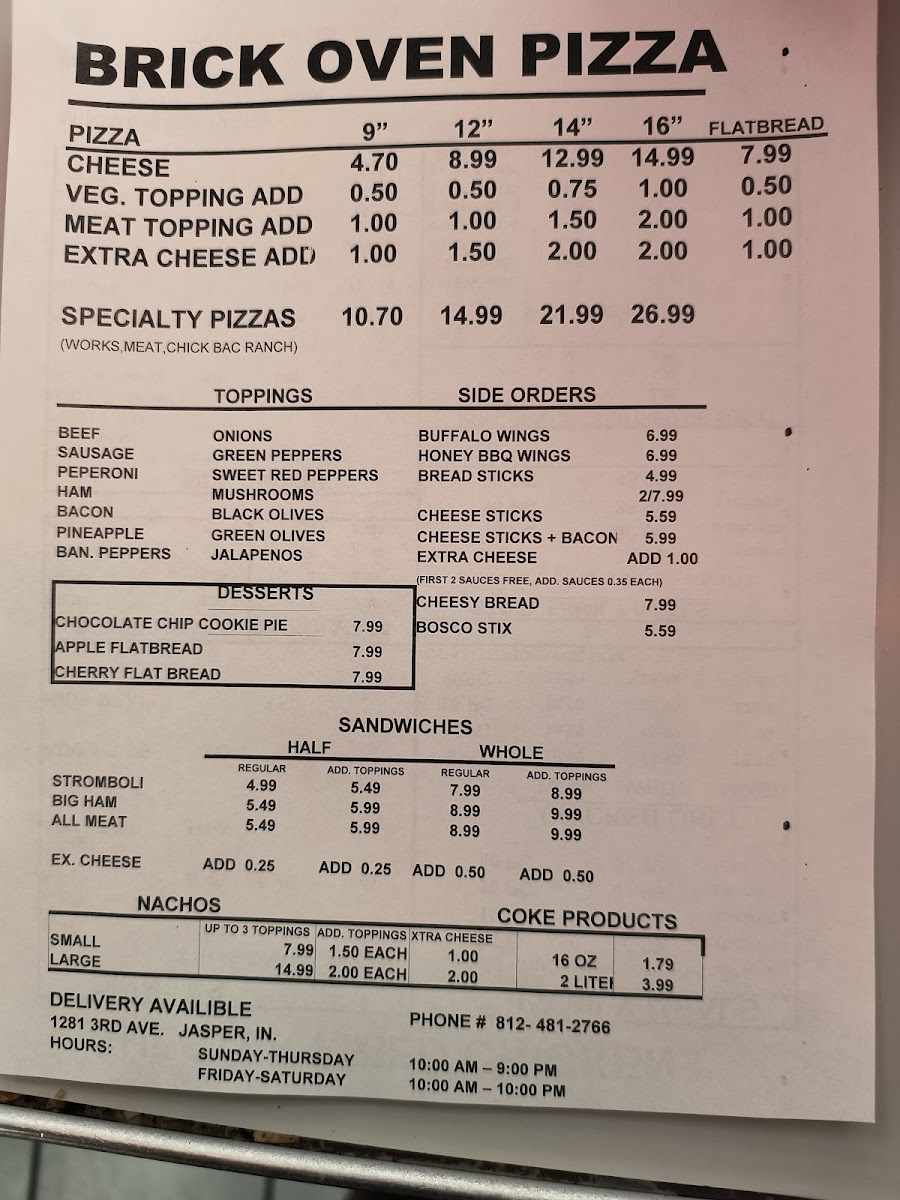 BRICK OVEN PIZZA
PIZZA 9” 12” 14” 16” FLATBREAD
CHEESE 4.70 8.99 12.99 14.99 7.99
VEG. TOPPING ADD 0.50 0.50 0.75 1.00 0.50
MEAT TOPPING ADD 1.00 1.00 1.50 2.00 1.00
EXTRA CHEESE ADD 1.00 1.50 2.00 2.00 1.00
SPECIALTY PIZZAS 10.70 14.99 21.99 26.99
(WORKS,MEAT,CHICK BAC RANCH)
TOPPINGS SIDE ORDERS
BEEF ONIONS BUFFALO WINGS 6.99
SAUSAGE GREEN PEPPERS HONEY BBQ WINGS 6.99
PEPERONI SWEET RED PEPPERS BREAD STICKS 4.99
HAM MUSHROOMS 2/7.99
BACON BLACK OLIVES CHEESE STICKS 5.59
PINEAPPLE GREEN OLIVES CHEESE STICKS + BACON 5.99
BAN. PEPPERS JALAPENOS EXTRA CHEESE ADD 1.00
(FIRST 2 SAUCES FREE, ADD. SAUCES 0.35 EACH)
DESSERTS CHEESY BREAD 7.99
CHOCOLATE CHIP COOKIE PIE 7.99 BOSCO STIX 5.59
APPLE FLATBREAD 7.99
CHERRY FLAT BREAD 7.99
SANDWICHES
HALF WHOLE
REGULAR ADD. TOPPINGS REGULAR ADD. TOPPINGS
STROMBOLI 4.99 5.49 7.99 8.99
BIG HAM 5.49 5.99 8.99 9.99
ALL MEAT 5.49 5.99 8.99 9.99
EX. CHEESE ADD 0.25 ADD 0.25 ADD 0.50 ADD 0.50
NACHOS COKE PRODUCTS
UP TO 3 TOPPINGS ADD. TOPPINGS XTRA CHEESE
SMALL 7.99 1.50 EACH 1.00 16 OZ 1.79
LARGE 14.99 2.00 EACH 2.00 2 LITER 3.99
DELIVERY AVAILIBLE
1281 3RD AVE. JASPER, IN. PHONE # 812- 481-2766
HOURS:
SUNDAY-THURSDAY 10:00 AM – 9:00 PM
FRIDAY-SATURDAY 10:00 AM – 10:00 PM